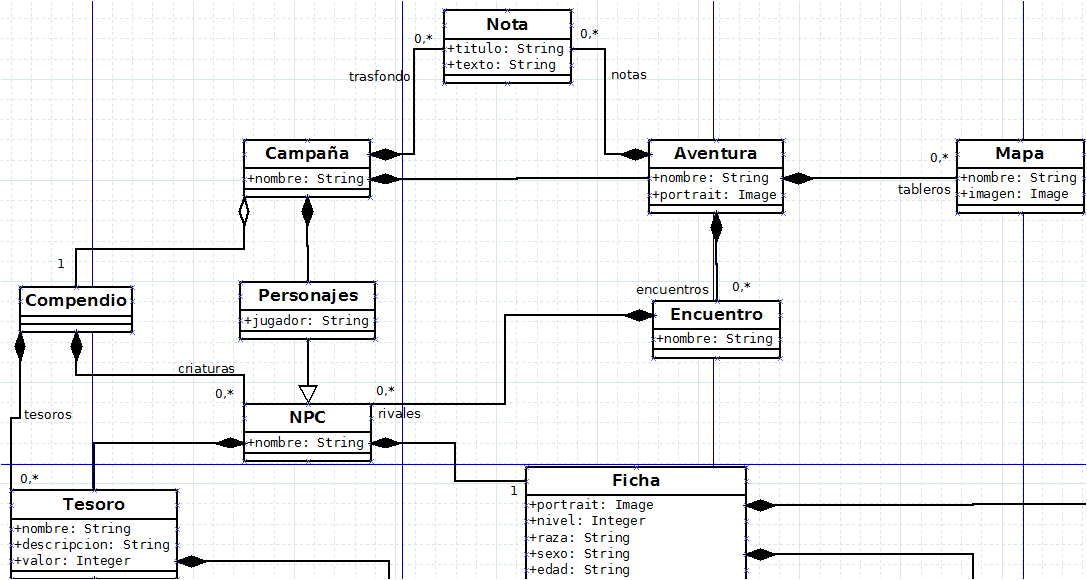 Nota
+titulo: String
+texto: String
0,*
0,*
trasfondo
notas
Campaña
+nombre: String
Aventura
+nombre: String
+portrait: Image
0,*
tableros
Mapa
+nombre: String
+imagen: Image
1
Compendio
Personajes
+jugador: String
encuentros
0,*
Encuentro
+nombre: String
criaturas
0,*
0,*
rivales
tesoros
NPC
+nombre: String
0,*
Tesoro
+nombre: String
+descripcion: String
+valor: Integer
1
Ficha
+portrait: Image
+nivel: Integer
+raza: String
+sexo: String
+edad: String